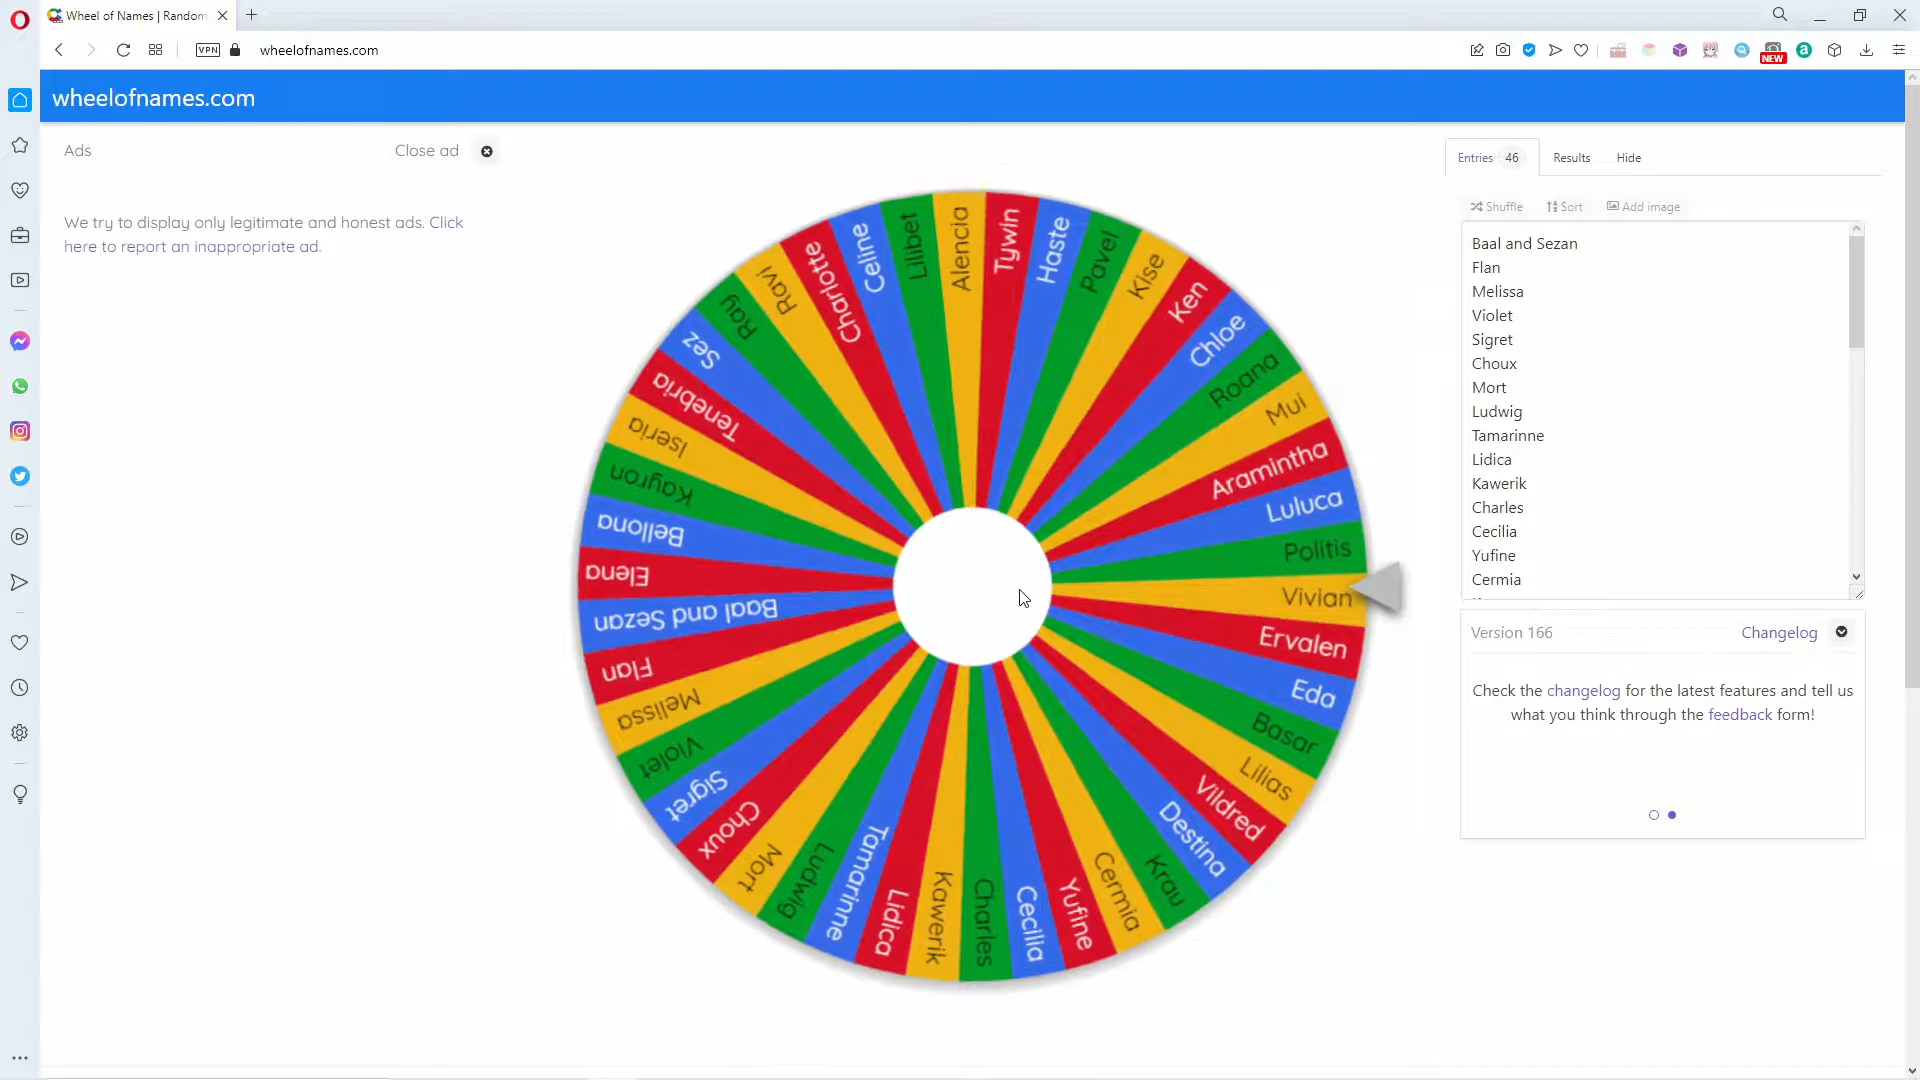 Wheel of Names | Random
VPN
wheelofnames.com
NEW
wheelofnames.com
Ads
Close ad
We try to display only legitimate and honest ads. Click
here to report an inappropriate ad.
Entries 46
Results
Hide
Shuffle
Sort
Add image
Baal and Sezan
Flan
Melissa
Violet
Sigret
Choux
Mort
Ludwig
Tamarinne
Lidica
Kawerik
Charles
Cecilia
Yufine
Cermia
Version 166
Changelog
Check the changelog for the latest features and tell us
what you think through the feedback form!
Alencia
Tywin
Haste
Pavel
Kise
Ken
Chloe
Roana
Mui
Aramintha
Luluca
Politis
Vivian
Ervalen
Eda
Basar
Lilias
Vildred
Destina
Krau
Cermia
Yufine
Cecilia
Charles
Kawerik
Lidica
Tamarinne
Ludwig
Mort
Choux
Sigret
Violet
Melissa
Flan
Baal and Sezan
Elena
Bellona
Kayron
Iseria
Tenebria
Sez
Ray
Ravi
Charlotte
Celine
Lilibet